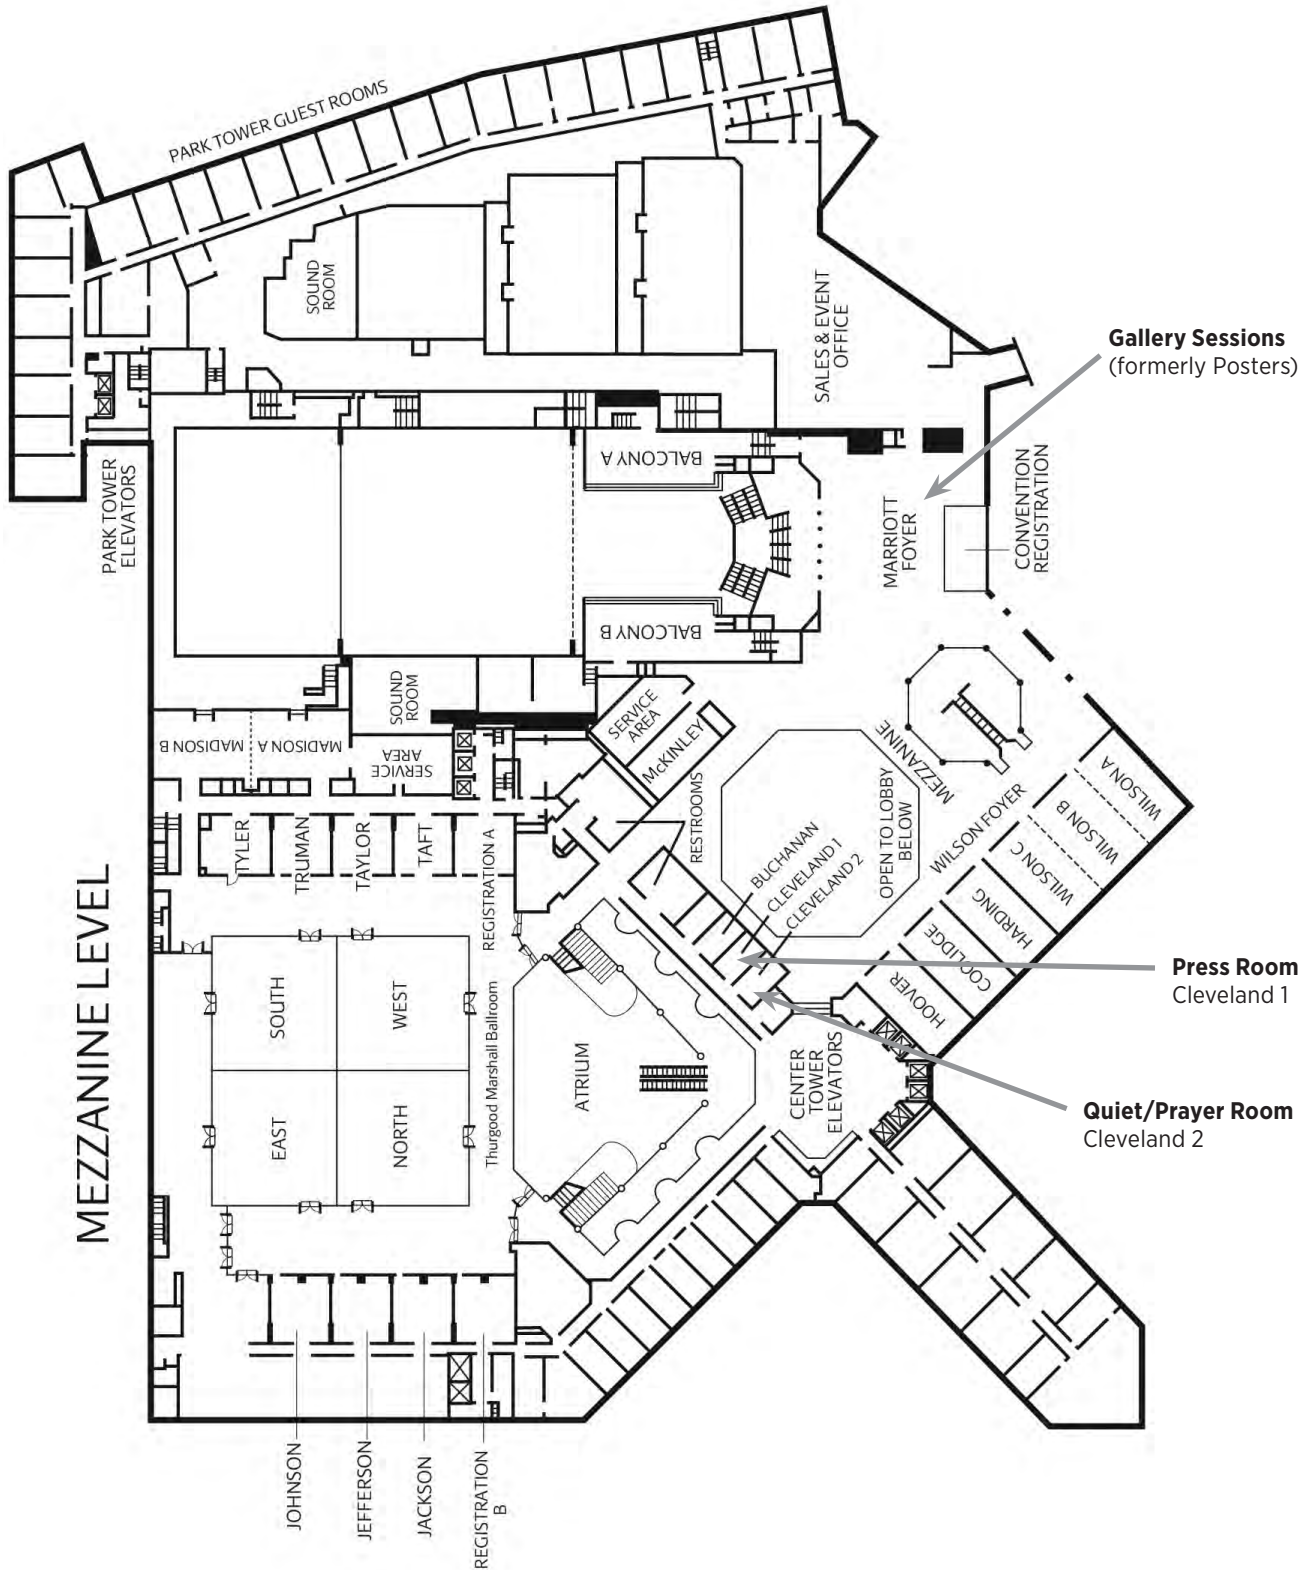 MEZZANINE LEVEL
PARK TOWER GUEST ROOMS
SOUND
ROOM
SALES & EVENT
OFFICE
Gallery Sessions
(formerly Posters)
PARK TOWER
ELEVATORS
BALCONY A
MARRIOTT
FOYER
CONVENTION
REGISTRATION
BALCONY B
SOUND
ROOM
SERVICE
AREA
McKINLEY
MADISON B
MADISON A
SERVICE
AREA
MEZZANINE
RESTROOMS
OPEN TO LOBBY
BELOW
WILSON FOYER
WILSON A
WILSON B
WILSON C
HARDING
COOLIDGE
HOOVER
TYLER
TRUMAN
TAYLOR
TAFT
REGISTRATION A
BUCHANAN
CLEVELAND 1
CLEVELAND 2
Press Room
Cleveland 1
SOUTH
WEST
EAST
NORTH
Thurgood Marshall Ballroom
ATRIUM
CENTER
TOWER
ELEVATORS
Quiet/Prayer Room
Cleveland 2
JOHNSON
JEFFERSON
JACKSON
REGISTRATION
B